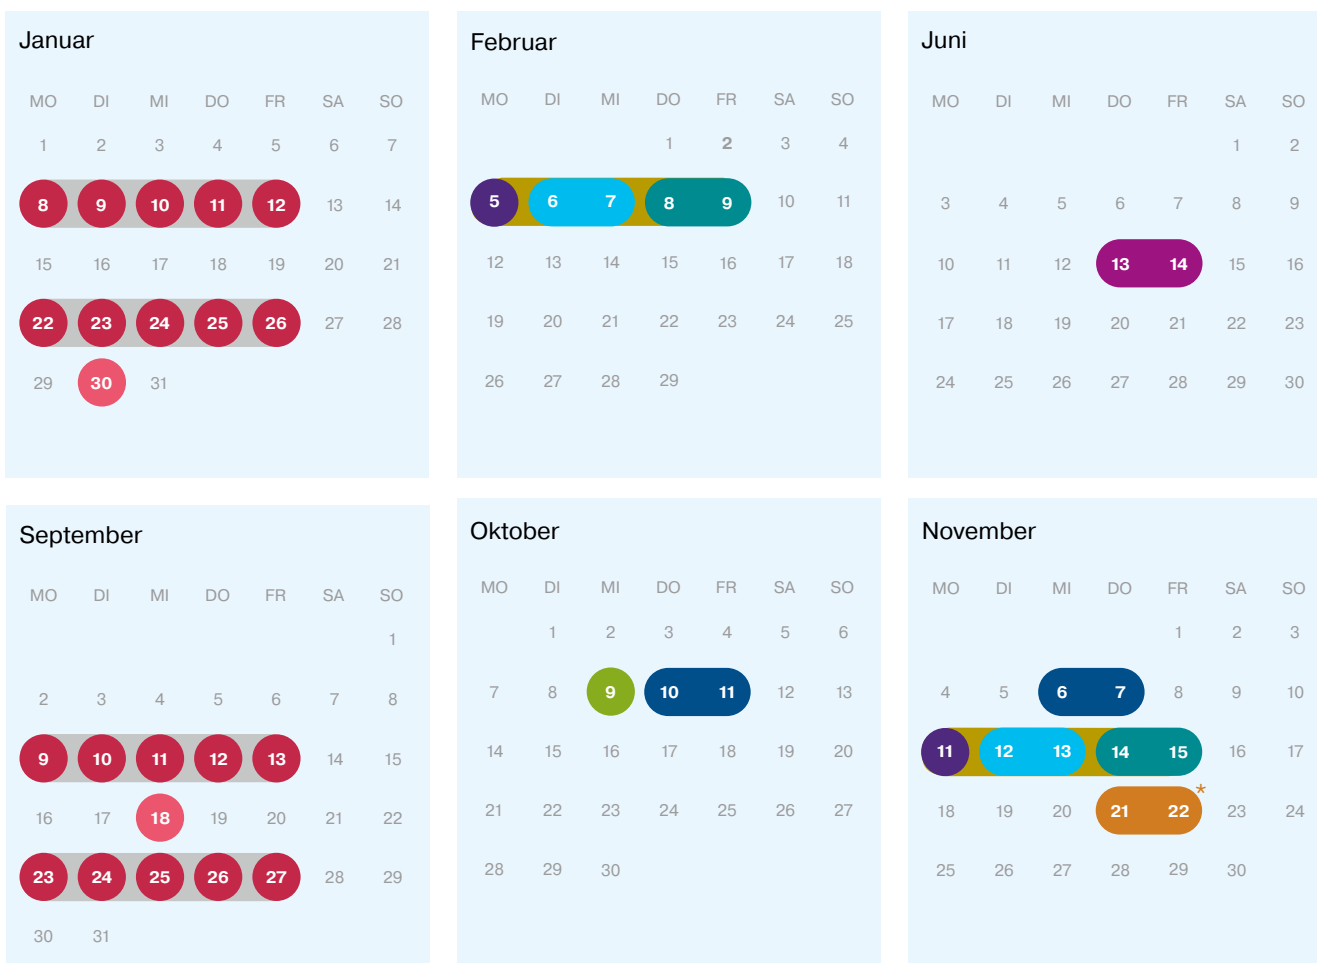 Januar
MO DI MI DO FR SA SO
1 2 3 4 5 6 7
8 9 10 11 12 13 14
15 16 17 18 19 20 21
22 23 24 25 26 27 28
29 30 31
Februar
MO DI MI DO FR SA SO
1 2 3 4
5 6 7 8 9 10 11
12 13 14 15 16 17 18
19 20 21 22 23 24 25
26 27 28 29
Juni
MO DI MI DO FR SA SO
1 2
3 4 5 6 7 8 9
10 11 12 13 14 15 16
17 18 19 20 21 22 23
24 25 26 27 28 29 30
September
MO DI MI DO FR SA SO
1
2 3 4 5 6 7 8
9 10 11 12 13 14 15
16 17 18 19 20 21 22
23 24 25 26 27 28 29
30 31
Oktober
MO DI MI DO FR SA SO
1 2 3 4 5 6
7 8 9 10 11 12 13
14 15 16 17 18 19 20
21 22 23 24 25 26 27
28 29 30
November
MO DI MI DO FR SA SO
1 2 3
4 5 6 7 8 9 10
11 12 13 14 15 16 17
18 19 20 21 22* 23 24
25 26 27 28 29 30